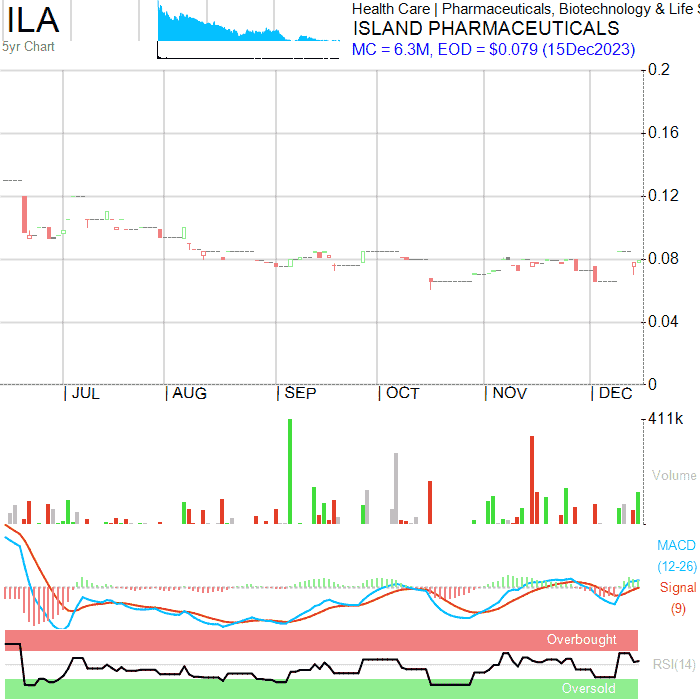 ILA
5yr Chart
Health Care | Pharmaceuticals, Biotechnology & Life S
ISLAND PHARMACEUTICALS
MC = 6.3M, EOD = $0.079 (15Dec2023)
0.2
0.16
0.12
0.08
0.04
0
| JUL | AUG | SEP | OCT | NOV | DEC
411k
Volume
MACD
(12-26)
Signal
(9)
Overbought
RSI(14)
Oversold